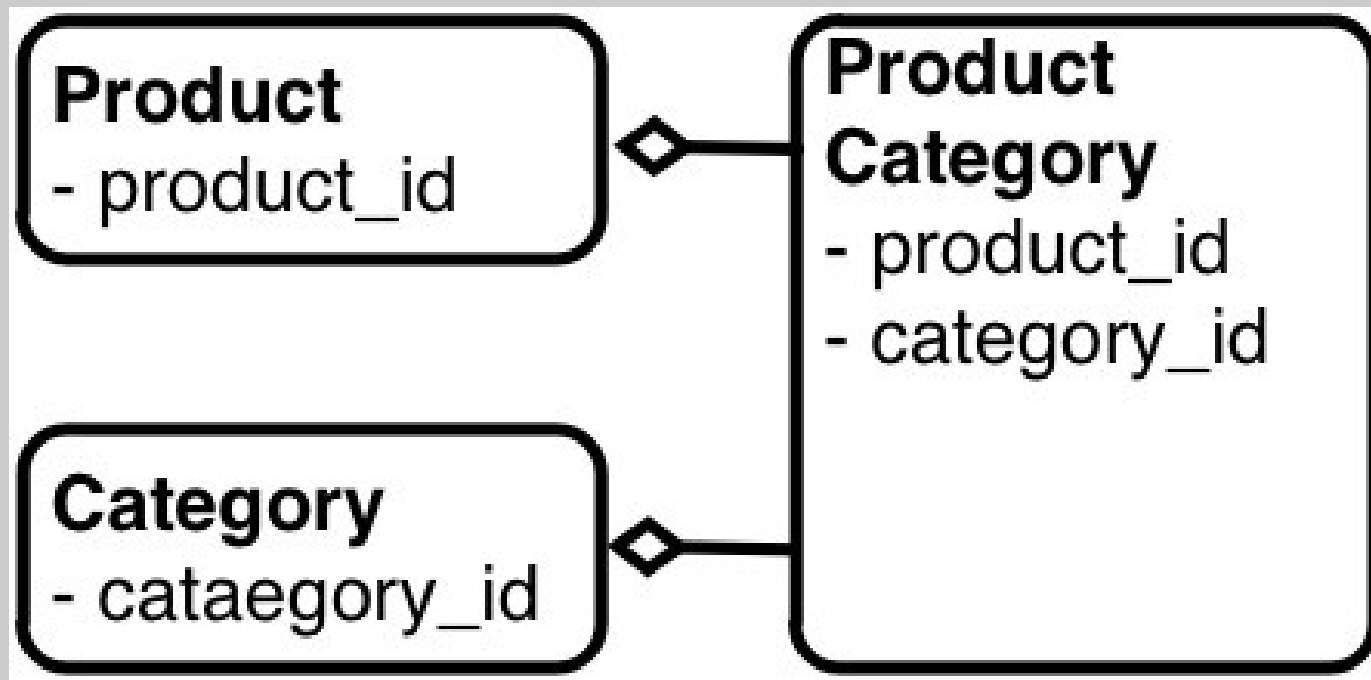 Product
- product_id
Product
Category
- product_id
- category_id
Category
- cataegory_id